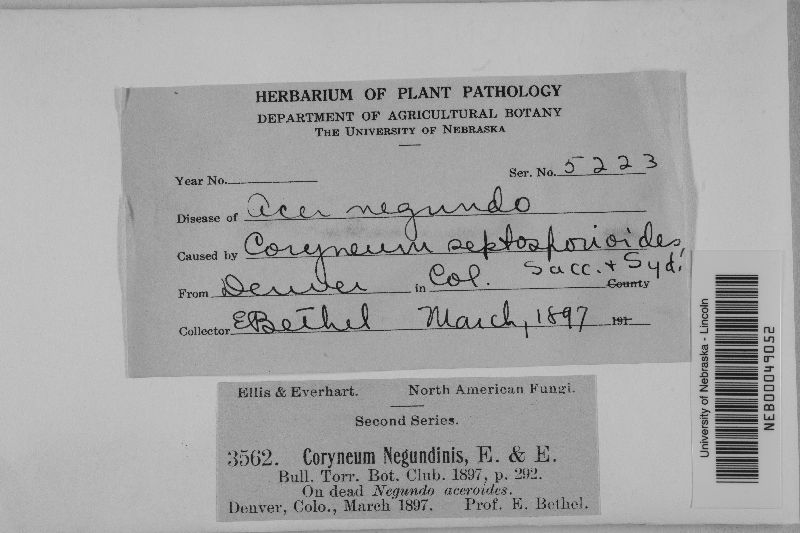 HERBARIUM OF PLANT PATHOLOGY
DEPARTMENT OF AGRICULTURAL BOTANY
THE UNIVERSITY OF NEBRASKA
Year No.
Ser. No. 5223
Disease of Acer negundo
Caused by Coryneum septosporioides
Sacc. + Syd.
From Denver in Col. County
Collector E Bethel March, 1897 191
Ellis & Everhart. North American Fungi.
Second Series.
3562. Coryneum Negundinis, E. & E.
Bull. Torr. Bot. Club. 1897, p. 292.
On dead Negundo aceroides.
Denver, Colo., March 1897. Prof. E. Bethel.
University of Nebraska - Lincoln
NEB00049052